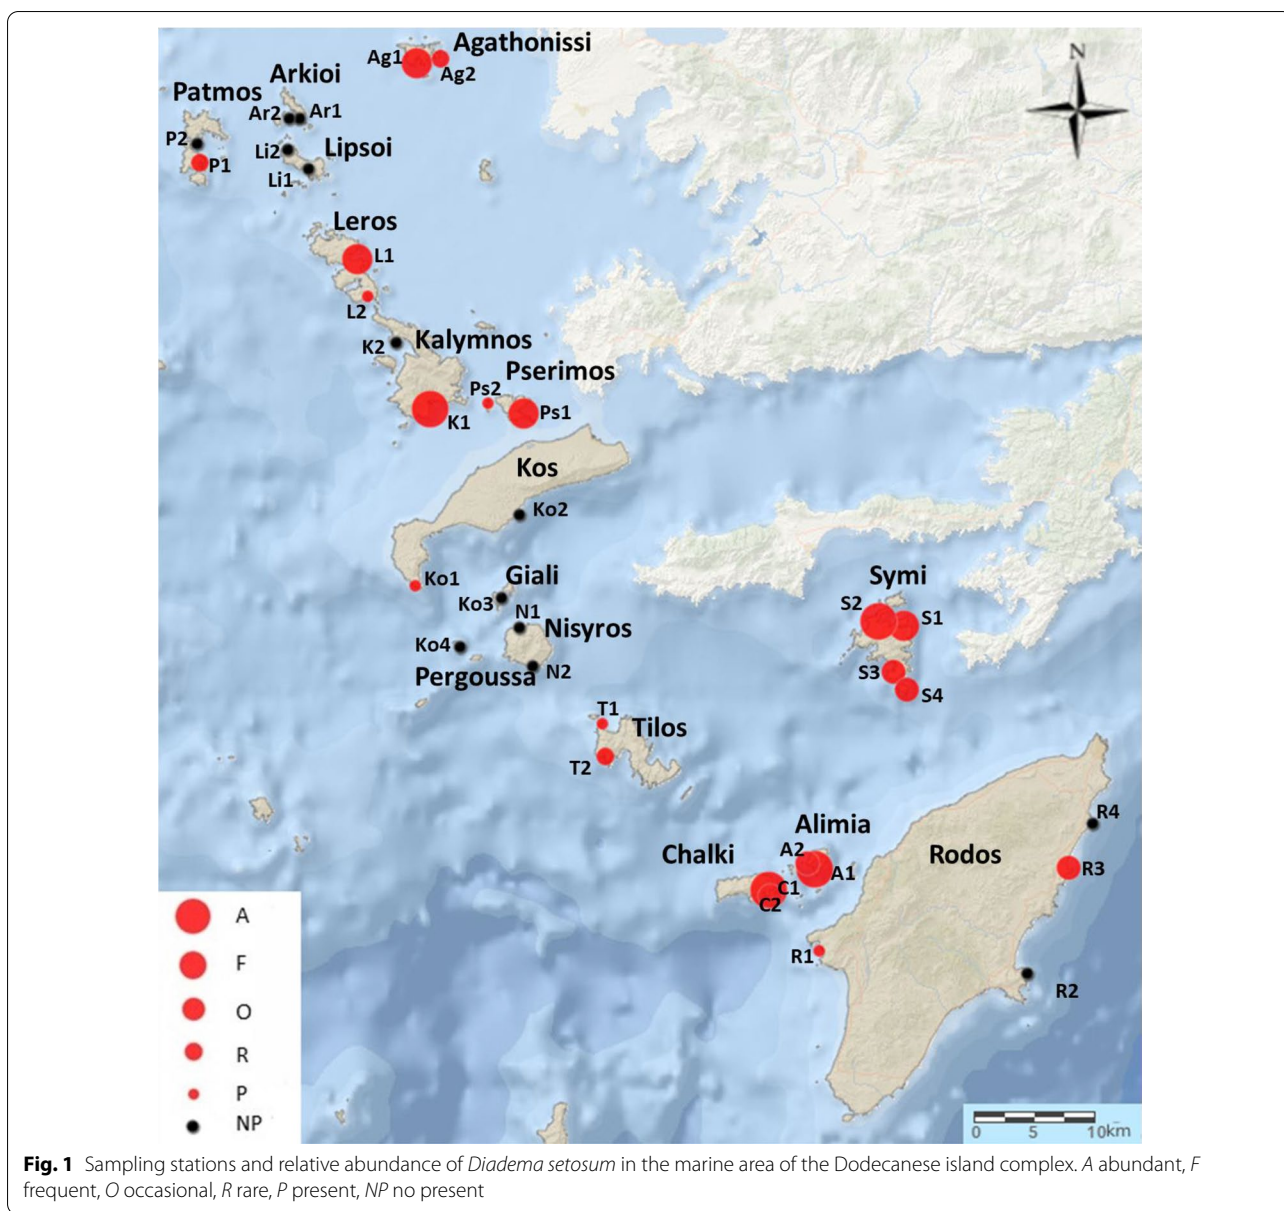 N
Agathonissi
Ag1
Ag2
Arkioi
Patmos
Ar2
Ar1
P2
P1
Li2
Lipsoi
Li1
Leros
L1
L2
K2
Kalymnos
Pserimos
Ps2
Ps1
K1
Kos
Ko2
Ko1
Giali
Ko3
N1
Nisyros
Ko4
N2
Pergoussa
Symi
S2
S1
S3
S4
T1
Tilos
T2
Alimia
Chalki
A2
A1
C1
C2
Rodos
R4
R3
R1
R2
A
F
O
R
P
NP
0 5 10km
Fig. 1 Sampling stations and relative abundance of Diadema setosum in the marine area of the Dodecanese island complex. A abundant, F
frequent, O occasional, R rare, P present, NP no present